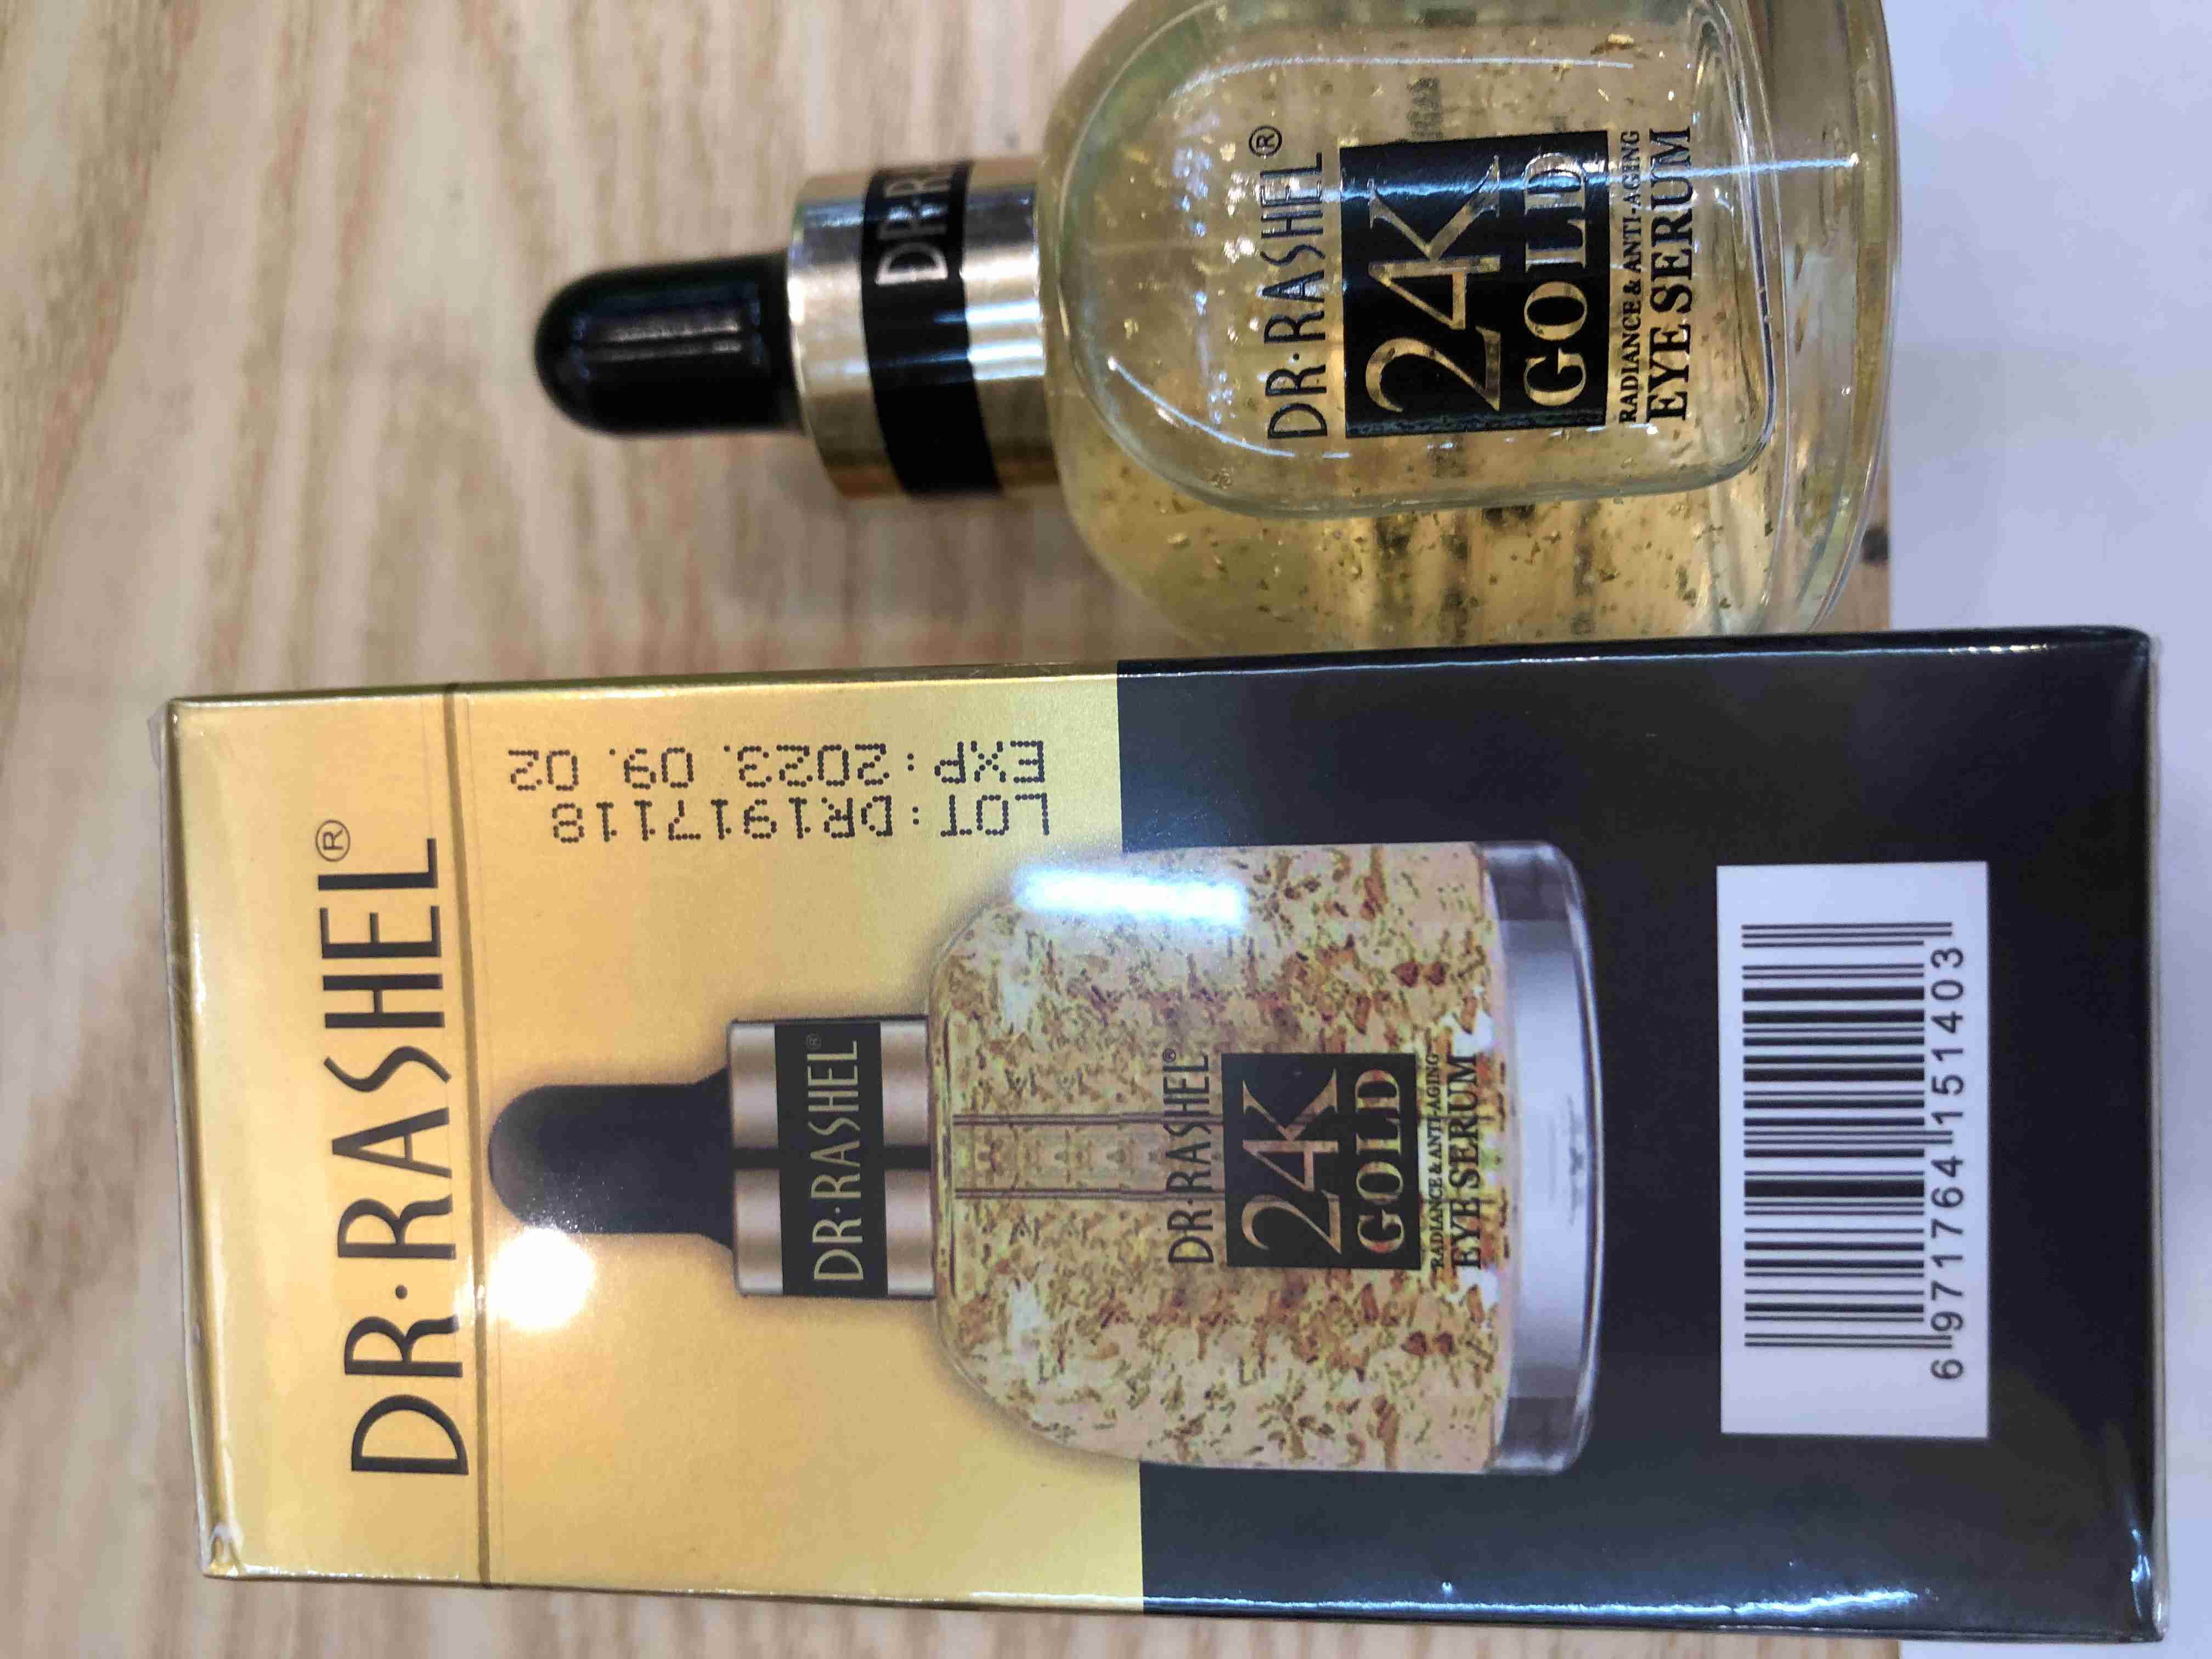 DR·RASHEL®
LOT:DR19171118
EXP:2023. 09. 02
DR·RASHEL®
DR·RASHEL®
24K
GOLD
RADIANCE & ANTI-AGING
EYE SERUM
6 971764 151403
DR·RASHEL®
24K
GOLD
RADIANCE & ANTI-AGING
EYE SERUM